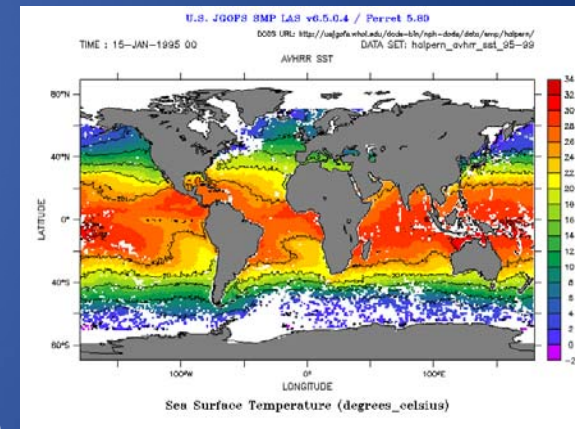 U.S. JGOFS SMP LAS v6.5.0.4 / Ferret 5.80
TIME : 15-JAN-1995 00
DATA SET: halpern_avhrr_sst_95-99
AVHRR SST
80°N
40°N
0°
40°S
80°S
LATITUDE
100°W
0°
100°E
LONGITUDE
34
32
30
28
26
24
22
20
18
16
14
12
10
8
6
4
2
0
-2
Sea Surface Temperature (degrees_celsius)